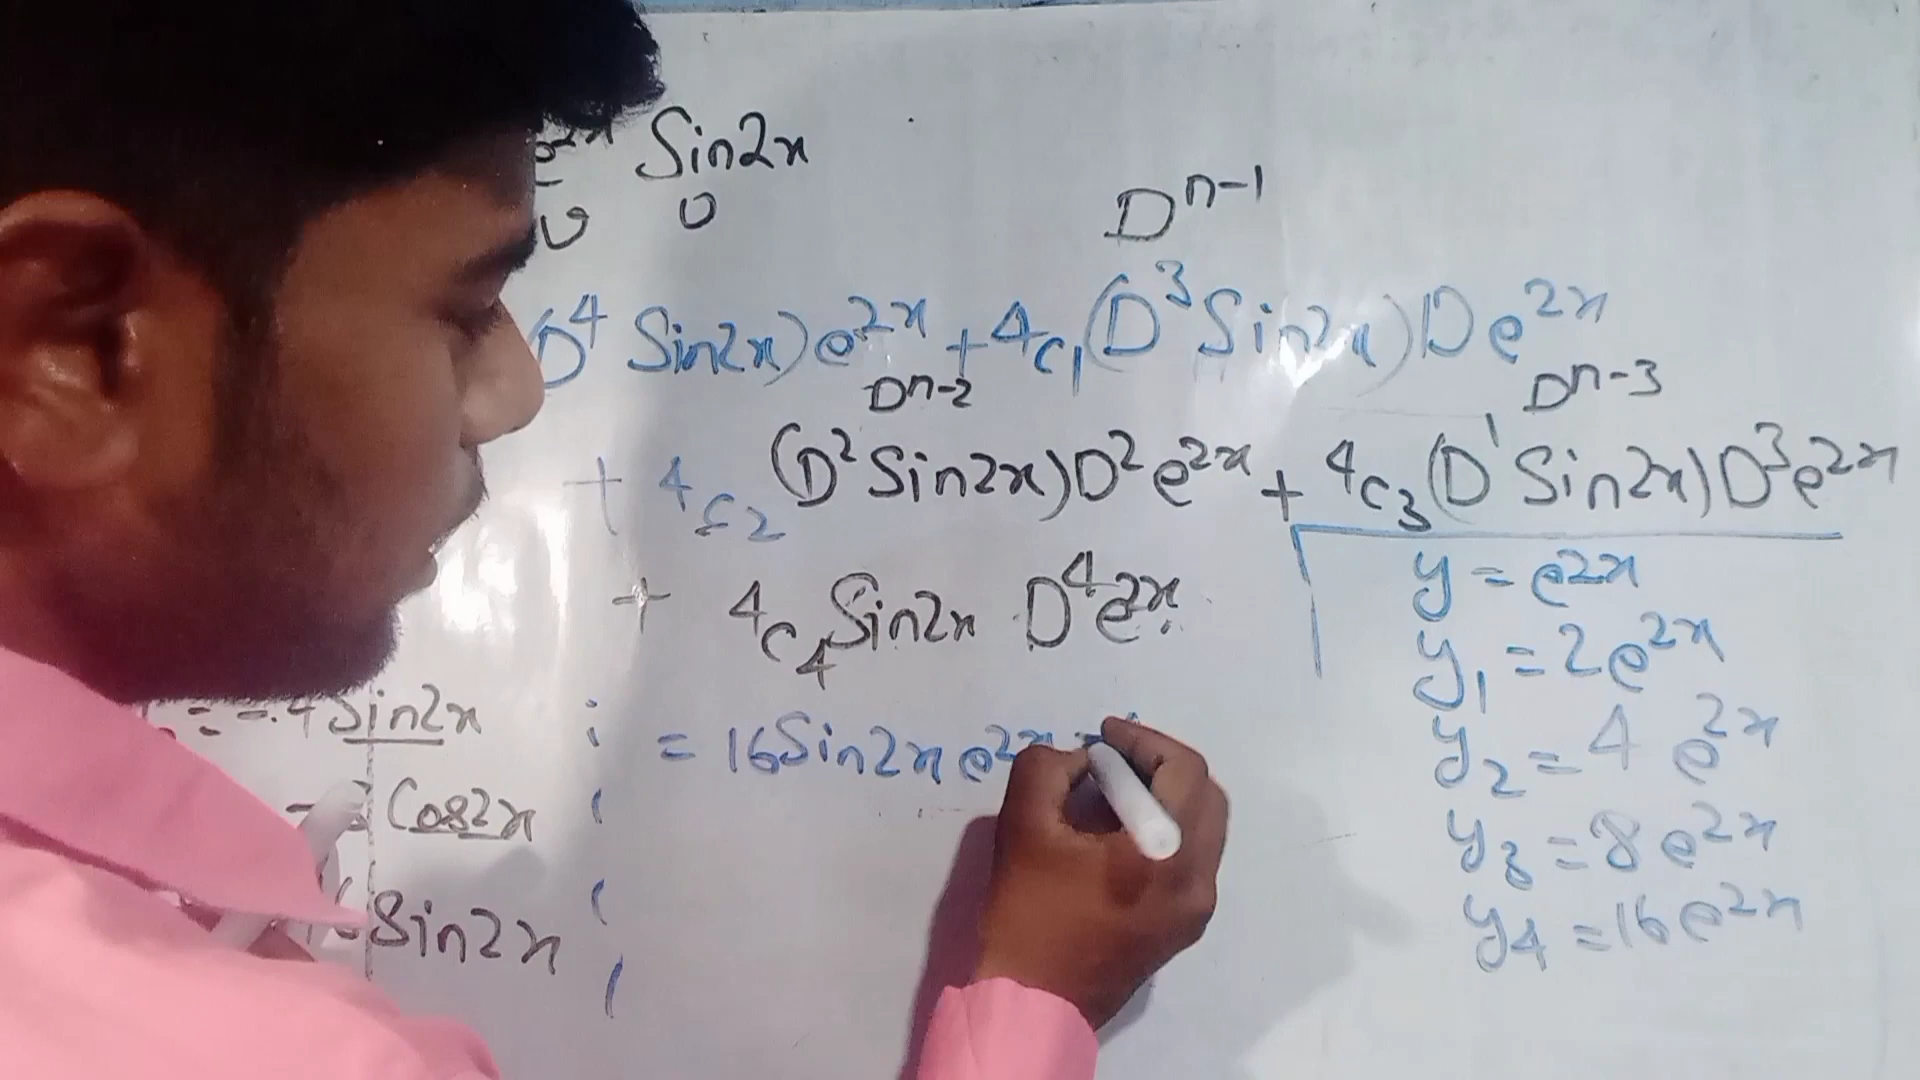 e^2x Sin2x
v u
D^n-1
D^4 Sin2x) e^2x + 4c1 (D^3 Sin2x) D e^2x
D^n-2 D^n-3
+ 4c2 (D^2 Sin2x) D^2 e^2x + 4c3 (D^1 Sin2x) D^3 e^2x
+ 4c4 Sin2x D^4 e^2x.
= 16 Sin2x e^2x
= -4 Sin2x
Cos2x
Sin2x
y = e^2x
y1 = 2 e^2x
y2 = 4 e^2x
y3 = 8 e^2x
y4 = 16 e^2x